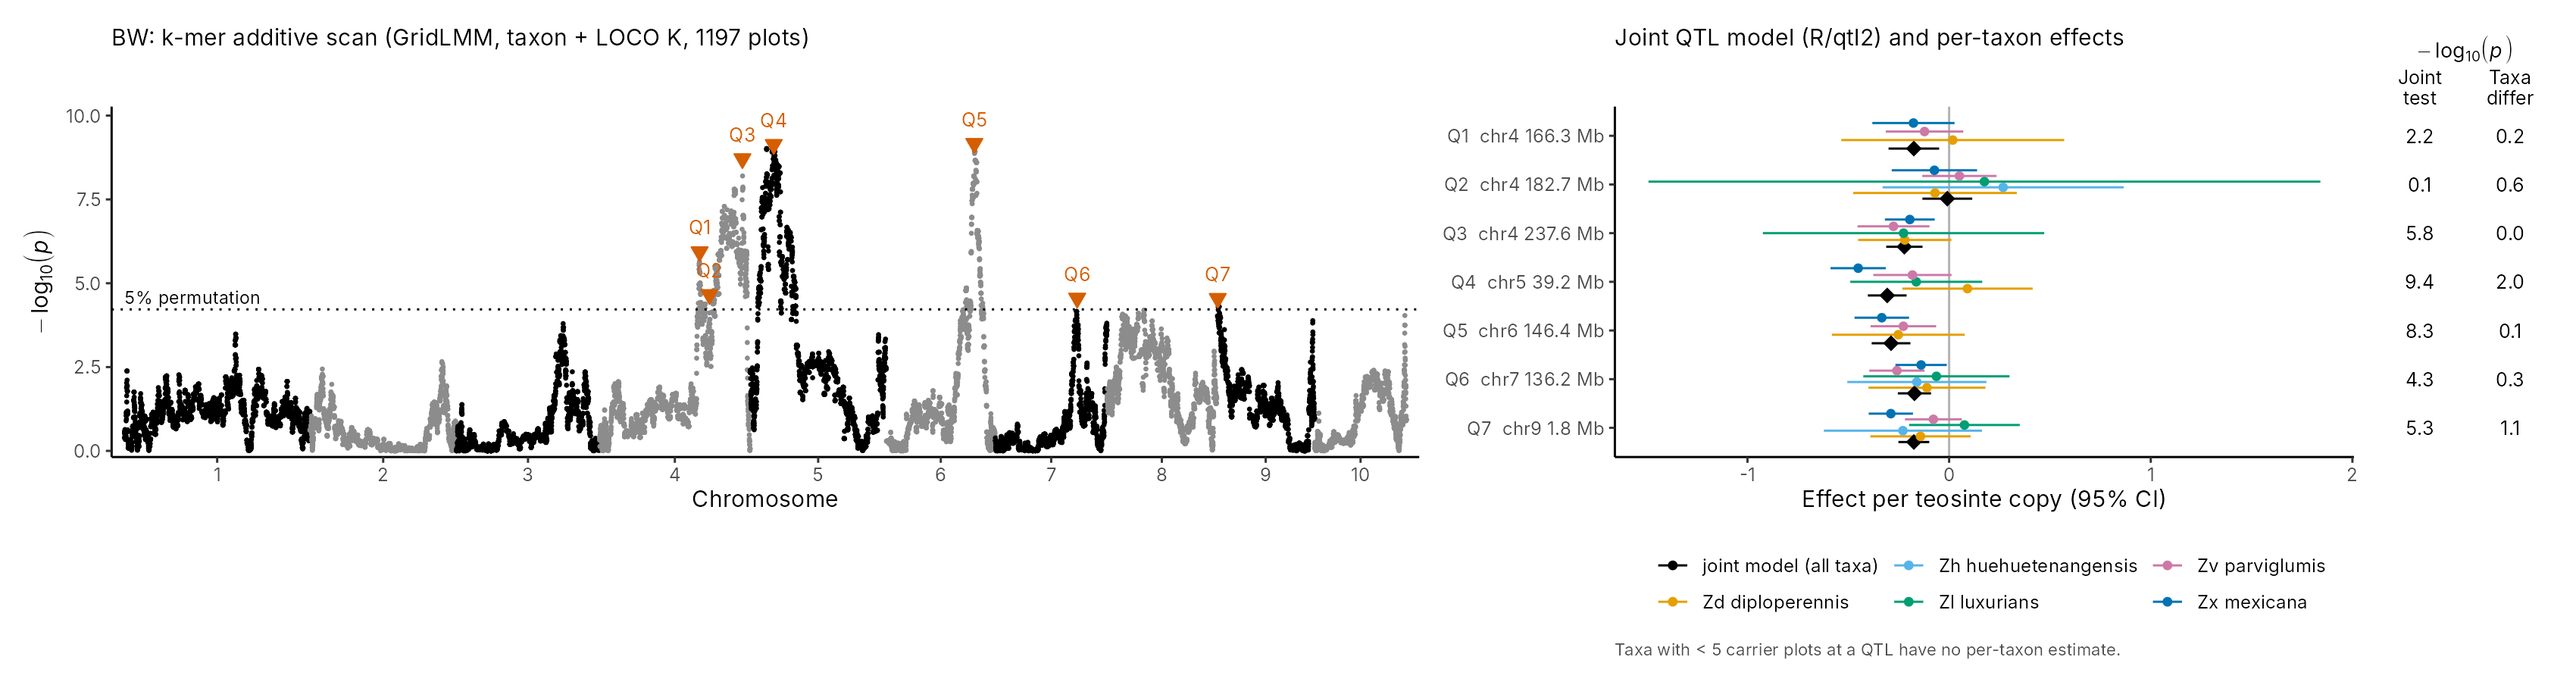 BW: k-mer additive scan (GridLMM, taxon + LOCO K, 1197 plots)
− log10(p)
10.0
7.5
5.0
2.5
0.0
5% permutation
Q1
Q2
Q3
Q4
Q5
Q6
Q7
1 2 3 4 5 6 7 8 9 10
Chromosome
Joint QTL model (R/qtl2) and per-taxon effects
− log10(p)
Joint test
Taxa differ
Q1 chr4 166.3 Mb 2.2 0.2
Q2 chr4 182.7 Mb 0.1 0.6
Q3 chr4 237.6 Mb 5.8 0.0
Q4 chr5 39.2 Mb 9.4 2.0
Q5 chr6 146.4 Mb 8.3 0.1
Q6 chr7 136.2 Mb 4.3 0.3
Q7 chr9 1.8 Mb 5.3 1.1
-1 0 1 2
Effect per teosinte copy (95% CI)
joint model (all taxa) Zh huehuetenangensis Zv parviglumis
Zd diploperennis Zl luxurians Zx mexicana
Taxa with < 5 carrier plots at a QTL have no per-taxon estimate.